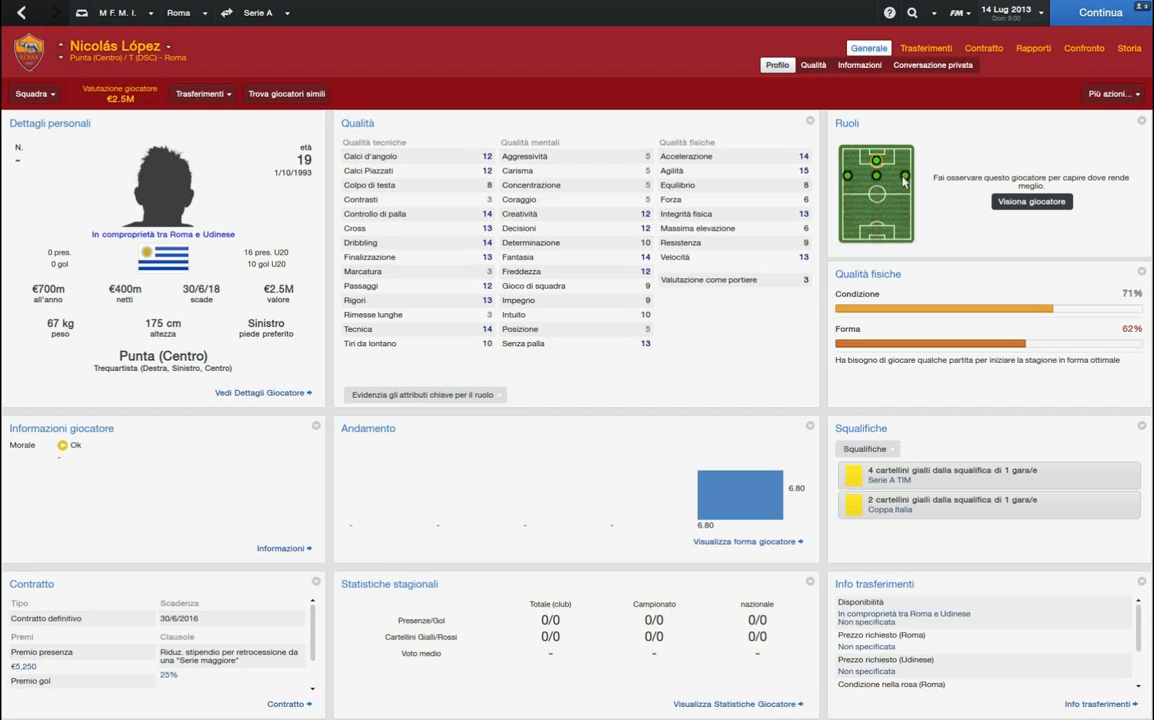 M F. M. I.
Roma
Serie A
?
FM
14 Lug 2013
Dom 9:00
Continua
3
Nicolás López
Punta (Centro) / T (DSC) - Roma
Generale
Trasferimenti
Contratto
Rapporti
Confronto
Storia
Profilo
Qualità
Informazioni
Conversazione privata
Squadra
Valutazione giocatore
€2.5M
Trasferimenti
Trova giocatori simili
Più azioni...
Dettagli personali
N.
-
età
19
1/10/1993
In comproprietà tra Roma e Udinese
0 pres.
0 gol
16 pres. U20
10 gol U20
€700m
all'anno
€400m
netti
30/6/18
scade
€2.5M
valore
67 kg
peso
175 cm
altezza
Sinistro
piede preferito
Punta (Centro)
Trequartista (Destra, Sinistro, Centro)
Vedi Dettagli Giocatore
Qualità
Qualità tecniche
Calci d'angolo 12
Calci Piazzati 12
Colpo di testa 8
Contrasti 3
Controllo di palla 14
Cross 13
Dribbling 14
Finalizzazione 13
Marcatura 3
Passaggi 12
Rigori 13
Rimesse lunghe 3
Tecnica 14
Tiri da lontano 10
Qualità mentali
Aggressività 5
Carisma 5
Concentrazione 5
Coraggio 5
Creatività 12
Decisioni 12
Determinazione 10
Fantasia 14
Freddezza 12
Gioco di squadra 9
Impegno 9
Intuito 10
Posizione 5
Senza palla 13
Qualità fisiche
Accelerazione 14
Agilità 15
Equilibrio 8
Forza 6
Integrità fisica 13
Massima elevazione 6
Resistenza 9
Velocità 13
Valutazione come portiere 3
Evidenzia gli attributi chiave per il ruolo
Ruoli
Fai osservare questo giocatore per capire dove rende
meglio.
Visiona giocatore
Qualità fisiche
Condizione 71%
Forma 62%
Ha bisogno di giocare qualche partita per iniziare la stagione in forma ottimale
Informazioni giocatore
Morale Ok
-
Informazioni
Andamento
- - - -
6.80
6.80
Visualizza forma giocatore
Squalifiche
Squalifiche
4 cartellini gialli dalla squalifica di 1 gara/e
Serie A TIM
2 cartellini gialli dalla squalifica di 1 gara/e
Coppa Italia
Contratto
Tipo
Contratto definitivo
Premi
Premio presenza
€5,250
Premio gol
Scadenza
30/6/2016
Clausole
Riduz. stipendio per retrocessione da
una "Serie maggiore"
25%
Contratto
Statistiche stagionali
Totale (club) Campionato nazionale
Presenze/Gol 0/0 0/0 0/0
Cartellini Gialli/Rossi 0/0 0/0 0/0
Voto medio - - -
Visualizza Statistiche Giocatore
Info trasferimenti
Disponibilità
In comproprietà tra Roma e Udinese
Non specificata
Prezzo richiesto (Roma)
Non specificata
Prezzo richiesto (Udinese)
Non specificata
Condizione nella rosa (Roma)
Info trasferimenti